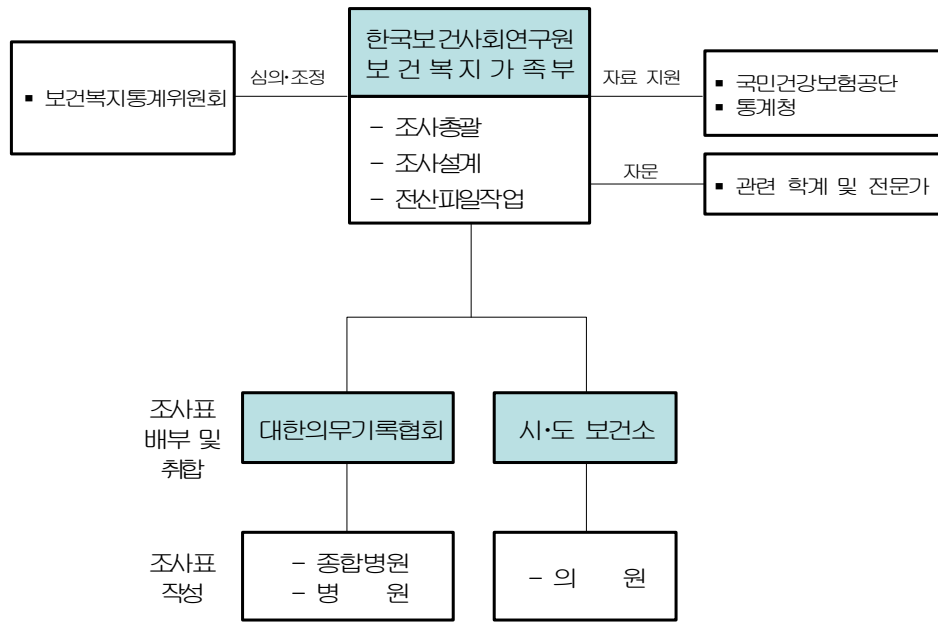 한국보건사회연구원
보 건 복 지 가 족 부
심의·조정
자료 지원
▪ 보건복지통계위원회
▪ 국민건강보험공단
▪ 통계청
– 조사총괄
– 조사설계
– 전산파일작업
자문
▪ 관련 학계 및 전문가
조사표
배부 및
취합
대한의무기록협회
시·도 보건소
조사표
작성
– 종합병원
– 병 원
– 의 원